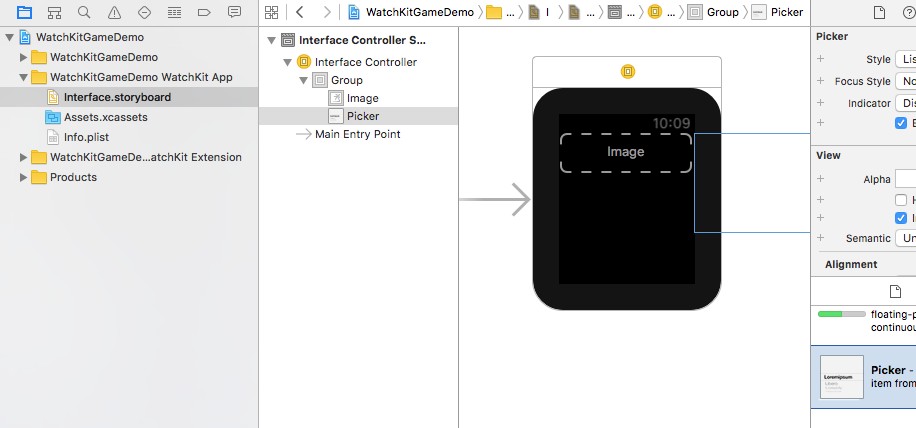 WatchKitGameDemo
WatchKitGameDemo
WatchKitGameDemo WatchKit App
Interface.storyboard
Assets.xcassets
Info.plist
WatchKitGameDe...atchKit Extension
Products
WatchKitGameDemo
...
I
...
...
...
Group
Picker
Interface Controller S...
Interface Controller
Group
Image
Picker
Main Entry Point
10:09
Image
Picker
Style Lis
Focus Style No
Indicator Dis
E
View
Alpha
H
In
Semantic Un
Alignment
floating-p
continuou
Picker -
item from
Loremipsum